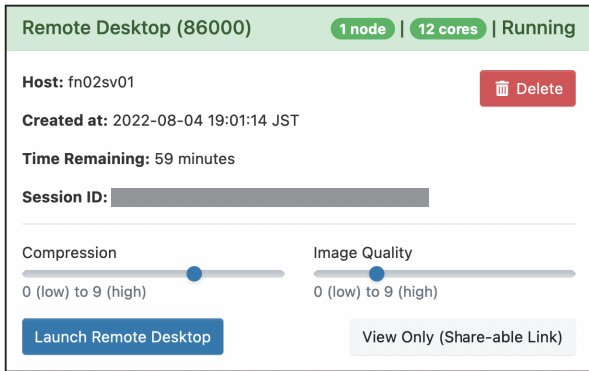 Remote Desktop (86000) 1 node | 12 cores | Running
Host: fn02sv01
Delete
Created at: 2022-08-04 19:01:14 JST
Time Remaining: 59 minutes
Session ID:
Compression
0 (low) to 9 (high)
Image Quality
0 (low) to 9 (high)
Launch Remote Desktop
View Only (Share-able Link)